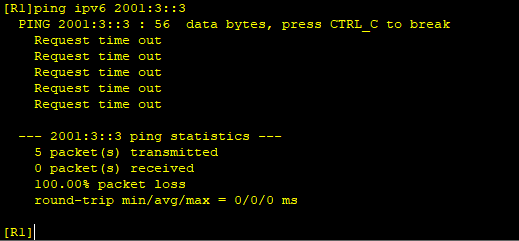 [R1]ping ipv6 2001:3::3
PING 2001:3::3 : 56  data bytes, press CTRL_C to break
Request time out
Request time out
Request time out
Request time out
Request time out
--- 2001:3::3 ping statistics ---
5 packet(s) transmitted
0 packet(s) received
100.00% packet loss
round-trip min/avg/max = 0/0/0 ms
[R1]